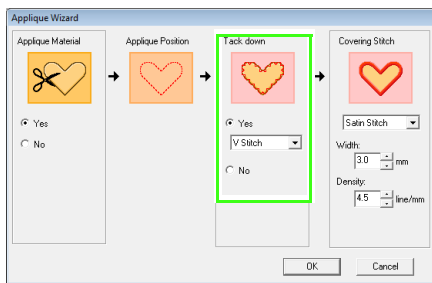 Applique Wizard
Applique Material
Applique Position
Tack down
Covering Stitch
Yes
No
Yes
V Stitch
No
Satin Stitch
Width:
3.0 mm
Density:
4.5 line/mm
OK
Cancel